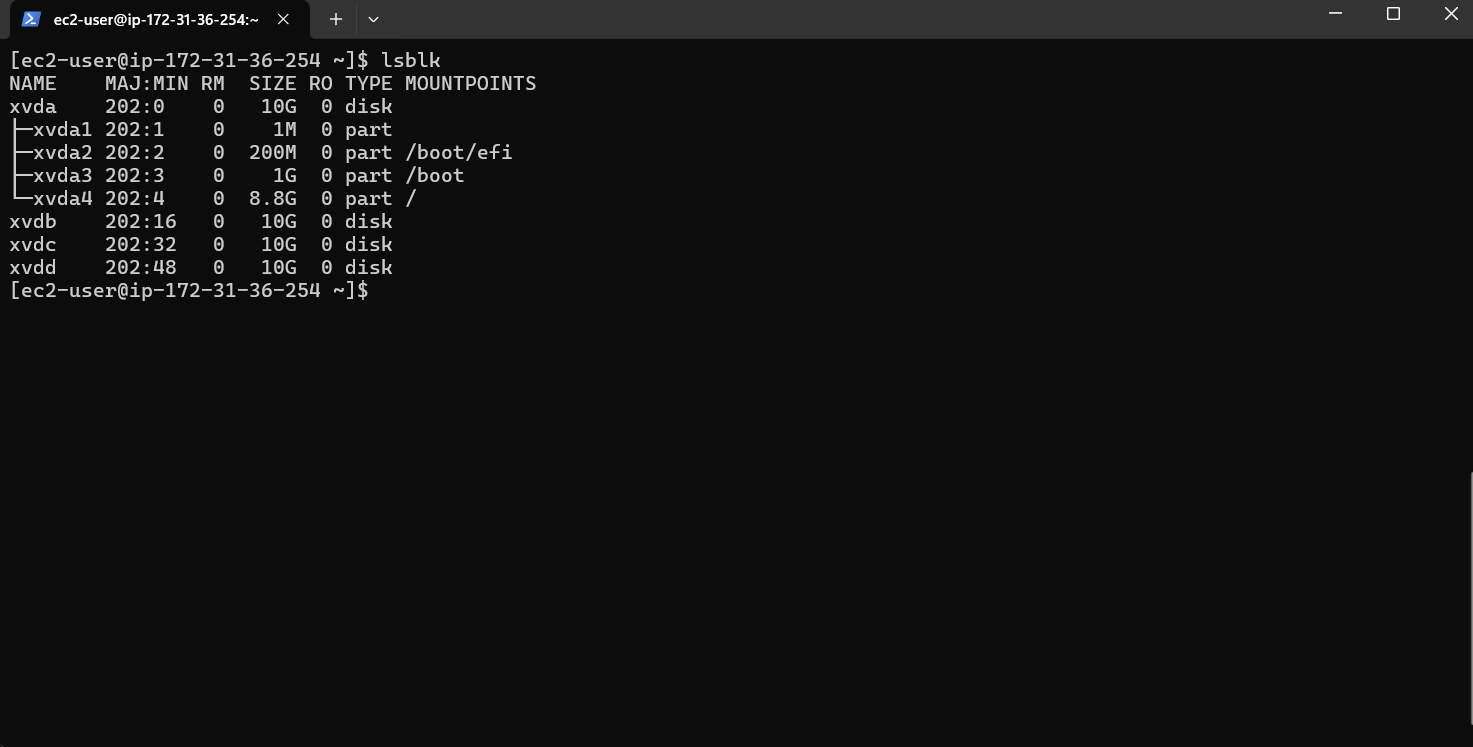 ec2-user@ip-172-31-36-254:~
[ec2-user@ip-172-31-36-254 ~]$ lsblk
NAME    MAJ:MIN RM  SIZE RO TYPE MOUNTPOINTS
xvda    202:0    0   10G  0 disk
├─xvda1 202:1    0    1M  0 part
├─xvda2 202:2    0  200M  0 part /boot/efi
├─xvda3 202:3    0    1G  0 part /boot
└─xvda4 202:4    0  8.8G  0 part /
xvdb    202:16   0   10G  0 disk
xvdc    202:32   0   10G  0 disk
xvdd    202:48   0   10G  0 disk
[ec2-user@ip-172-31-36-254 ~]$